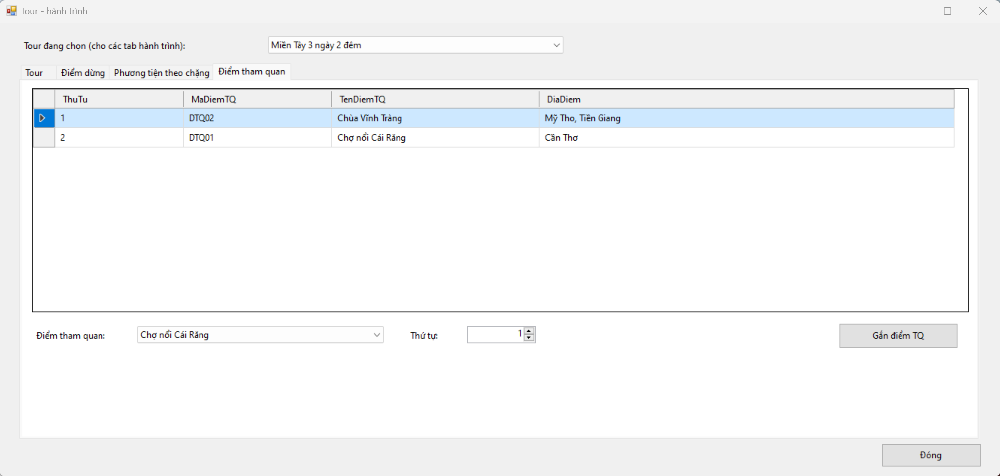 Tour - hành trình
Tour đang chọn (cho các tab hành trình): Miền Tây 3 ngày 2 đêm
Tour Điểm dừng Phương tiện theo chặng Điểm tham quan
ThuTu MaDiemTQ TenDiemTQ DiaDiem
1 DTQ02 Chùa Vĩnh Tràng Mỹ Tho, Tiền Giang
2 DTQ01 Chợ nổi Cái Răng Cần Thơ
Điểm tham quan: Chợ nổi Cái Răng Thứ tự: 1 Gắn điểm TQ
Đóng